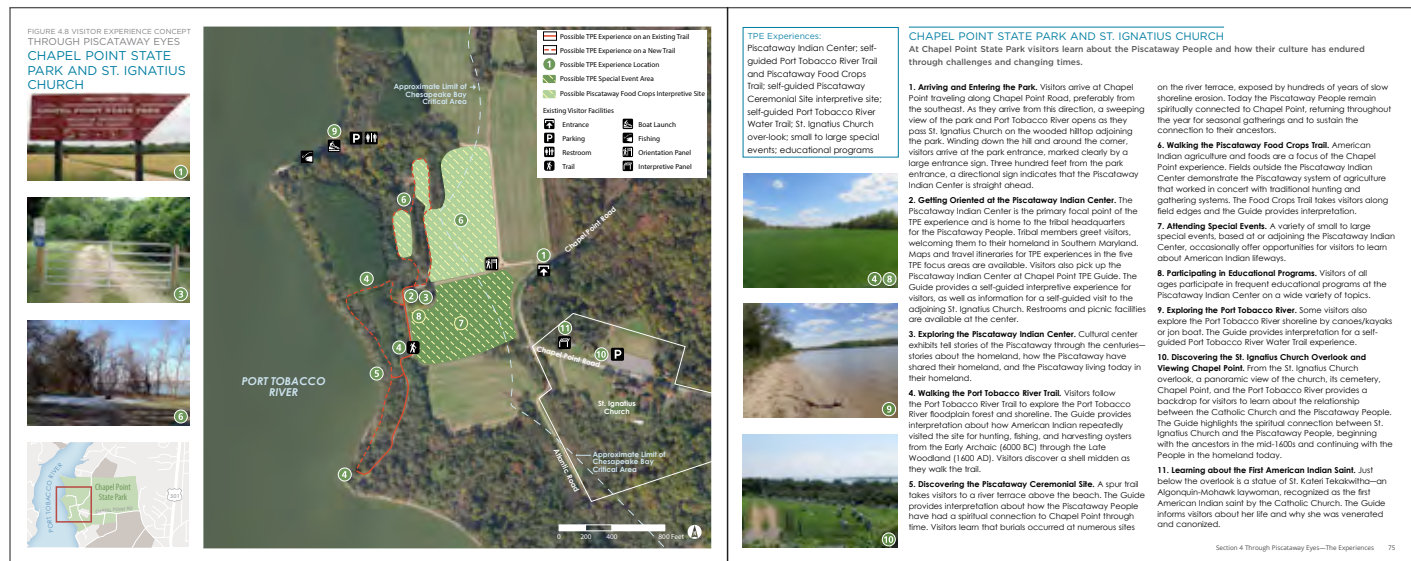 FIGURE 4.8 VISITOR EXPERIENCE CONCEPT
THROUGH PISCATAWAY EYES
CHAPEL POINT STATE
PARK AND ST. IGNATIUS
CHURCH
1
3
6
PORT TOBACCO RIVER
Chapel Point
State Park
301
Possible TPE Experience on an Existing Trail
Possible TPE Experience on a New Trail
1 Possible TPE Experience Location
Possible TPE Special Event Area
Possible Piscataway Food Crops Interpretive Site
Existing Visitor Facilities
Entrance
Boat Launch
Parking
Fishing
Restroom
Orientation Panel
Trail
Interpretive Panel
Approximate Limit of
Chesapeake Bay
Critical Area
9
P
6
6
Chapel Point Road
1
4
2
3
8
7
4
11
10
P
Chapel Point Road
5
PORT TOBACCO
RIVER
St. Ignatius
Church
Approximate Limit of
Chesapeake Bay
Critical Area
Atlantic Road
4
0 200 400 800 Feet
TPE Experiences:
Piscataway Indian Center; self-
guided Port Tobacco River Trail
and Piscataway Food Crops
Trail; self-guided Piscataway
Ceremonial Site interpretive site;
self-guided Port Tobacco River
Water Trail; St. Ignatius Church
over-look; small to large special
events; educational programs
4 8
9
10
CHAPEL POINT STATE PARK AND ST. IGNATIUS CHURCH
At Chapel Point State Park visitors learn about the Piscataway People and how their culture has endured
through challenges and changing times.
1. Arriving and Entering the Park. Visitors arrive at Chapel
Point traveling along Chapel Point Road, preferably from
the southeast. As they arrive from this direction, a sweeping
view of the park and Port Tobacco River opens as they
pass St. Ignatius Church on the wooded hilltop adjoining
the park. Winding down the hill and around the corner,
visitors arrive at the park entrance, marked clearly by a
large entrance sign. Three hundred feet from the park
entrance, a directional sign indicates that the Piscataway
Indian Center is straight ahead.
2. Getting Oriented at the Piscataway Indian Center. The
Piscataway Indian Center is the primary focal point of the
TPE experience and is home to the tribal headquarters
for the Piscataway People. Tribal members greet visitors,
welcoming them to their homeland in Southern Maryland.
Maps and travel itineraries for TPE experiences in the five
TPE focus areas are available. Visitors also pick up the
Piscataway Indian Center at Chapel Point TPE Guide. The
Guide provides a self-guided interpretive experience for
visitors, as well as information for a self-guided visit to the
adjoining St. Ignatius Church. Restrooms and picnic facilities
are available at the center.
3. Exploring the Piscataway Indian Center. Cultural center
exhibits tell stories of the Piscataway through the centuries—
stories about the homeland, how the Piscataway have
shared their homeland, and the Piscataway living today in
their homeland.
4. Walking the Port Tobacco River Trail. Visitors follow
the Port Tobacco River Trail to explore the Port Tobacco
River floodplain forest and shoreline. The Guide provides
interpretation about how American Indian repeatedly
visited the site for hunting, fishing, and harvesting oysters
from the Early Archaic (6000 BC) through the Late
Woodland (1600 AD). Visitors discover a shell midden as
they walk the trail.
5. Discovering the Piscataway Ceremonial Site. A spur trail
takes visitors to a river terrace above the beach. The Guide
provides interpretation about how the Piscataway People
have had a spiritual connection to Chapel Point through
time. Visitors learn that burials occurred at numerous sites
on the river terrace, exposed by hundreds of years of slow
shoreline erosion. Today the Piscataway People remain
spiritually connected to Chapel Point, returning throughout
the year for seasonal gatherings and to sustain the
connection to their ancestors.
6. Walking the Piscataway Food Crops Trail. American
Indian agriculture and foods are a focus of the Chapel
Point experience. Fields outside the Piscataway Indian
Center demonstrate the Piscataway system of agriculture
that worked in concert with traditional hunting and
gathering systems. The Food Crops Trail takes visitors along
field edges and the Guide provides interpretation.
7. Attending Special Events. A variety of small to large
special events, based at or adjoining the Piscataway Indian
Center, occasionally offer opportunities for visitors to learn
about American Indian lifeways.
8. Participating in Educational Programs. Visitors of all
ages participate in frequent educational programs at the
Piscataway Indian Center on a wide variety of topics.
9. Exploring the Port Tobacco River. Some visitors also
explore the Port Tobacco River shoreline by canoes/kayaks
or jon boat. The Guide provides interpretation for a self-
guided Port Tobacco River Water Trail experience.
10. Discovering the St. Ignatius Church Overlook and
Viewing Chapel Point. From the St. Ignatius Church
overlook, a panoramic view of the church, its cemetery,
Chapel Point, and the Port Tobacco River provides a
backdrop for visitors to learn about the relationship
between the Catholic Church and the Piscataway People.
The Guide highlights the spiritual connection between St.
Ignatius Church and the Piscataway People, beginning
with the ancestors in the mid-1600s and continuing with the
People in the homeland today.
11. Learning about the First American Indian Saint. Just
below the overlook is a statue of St. Kateri Tekakwitha—an
Algonquin-Mohawk laywoman, recognized as the first
American Indian saint by the Catholic Church. The Guide
informs visitors about her life and why she was venerated
and canonized.
Section 4 Through Piscataway Eyes—The Experiences 75